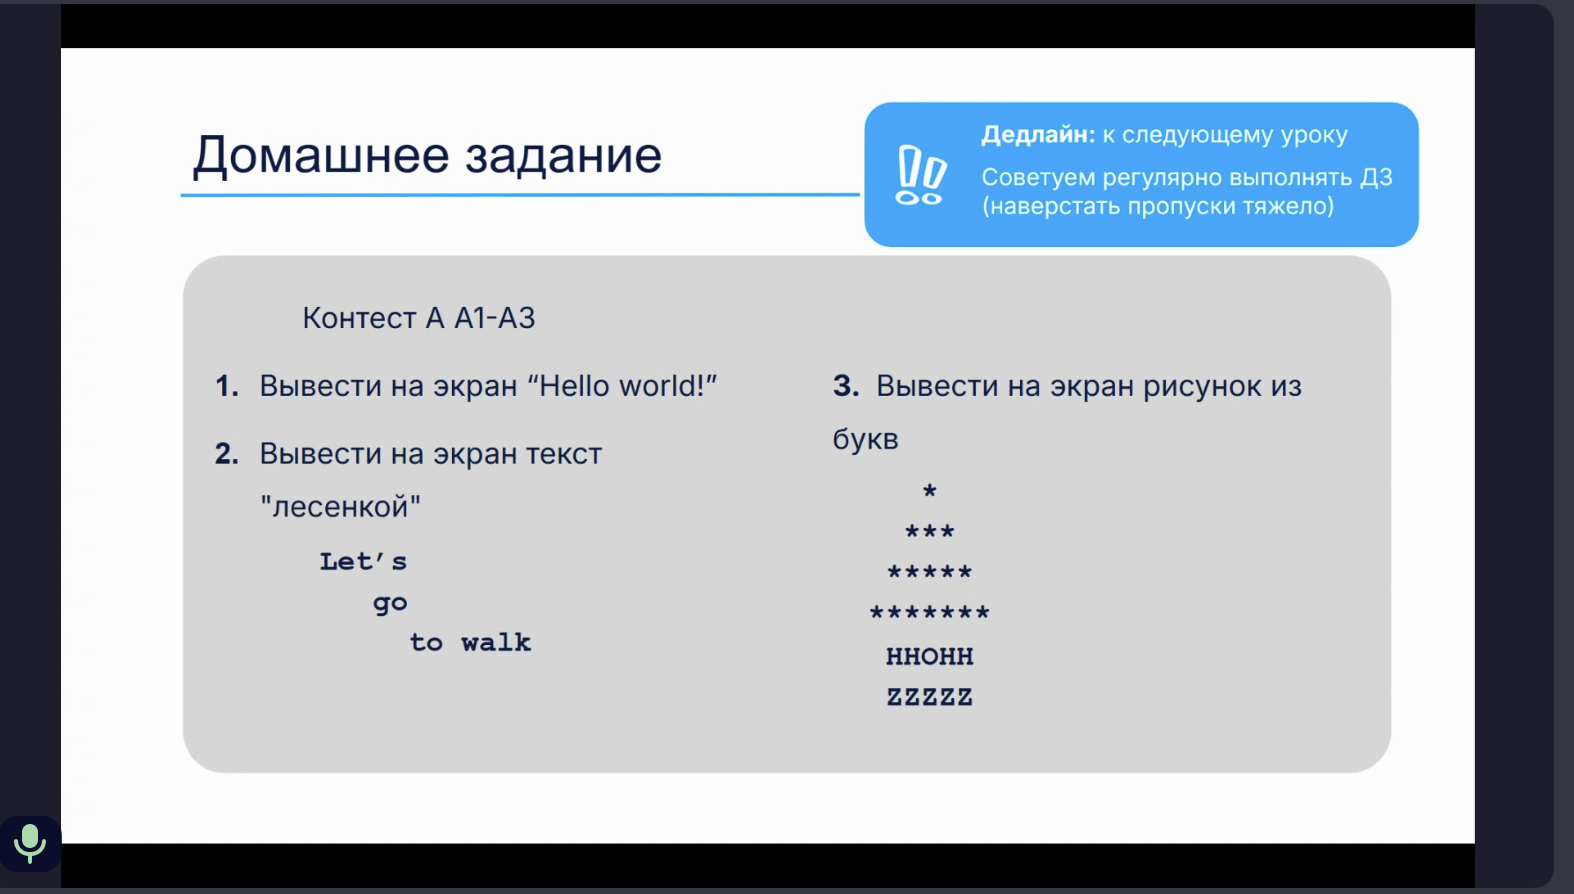 Домашнее задание
Дедлайн: к следующему уроку
Советуем регулярно выполнять ДЗ
(наверстать пропуски тяжело)
Контест А А1-А3
1. Вывести на экран “Hello world!”
2. Вывести на экран текст
"лесенкой"
Let’s
go
to walk
3. Вывести на экран рисунок из
букв
*
***
*****
*******
HHOHH
ZZZZZ